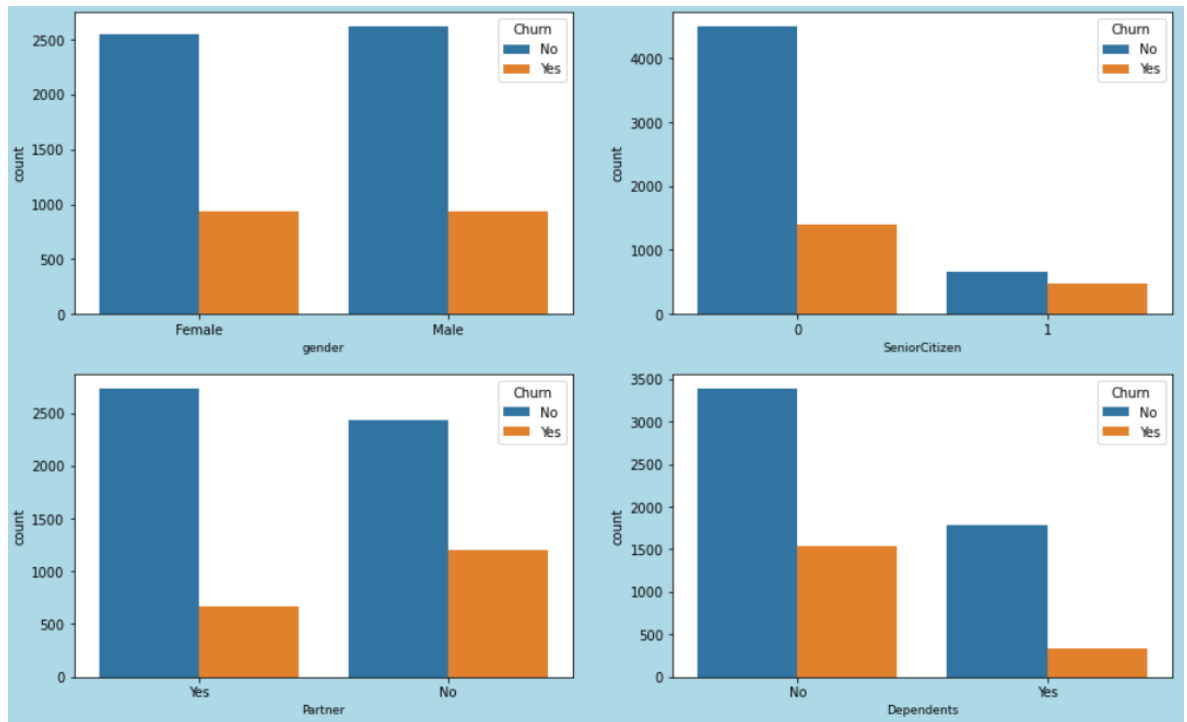 2500
2000
1500
1000
500
0
count
Female
Male
gender
Churn
No
Yes
4000
3000
2000
1000
0
count
0
1
SeniorCitizen
Churn
No
Yes
2500
2000
1500
1000
500
0
count
Yes
No
Partner
Churn
No
Yes
3500
3000
2500
2000
1500
1000
500
0
count
No
Yes
Dependents
Churn
No
Yes